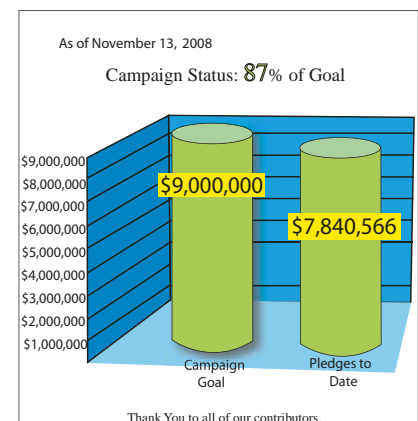 As of November 13, 2008
Campaign Status: 87% of Goal
$9,000,000
$8,000,000
$7,000,000
$6,000,000
$5,000,000
$4,000,000
$3,000,000
$2,000,000
$1,000,000
$9,000,000
$7,840,566
Campaign
Goal
Pledges to
Date
Thank You to all of our contributors.